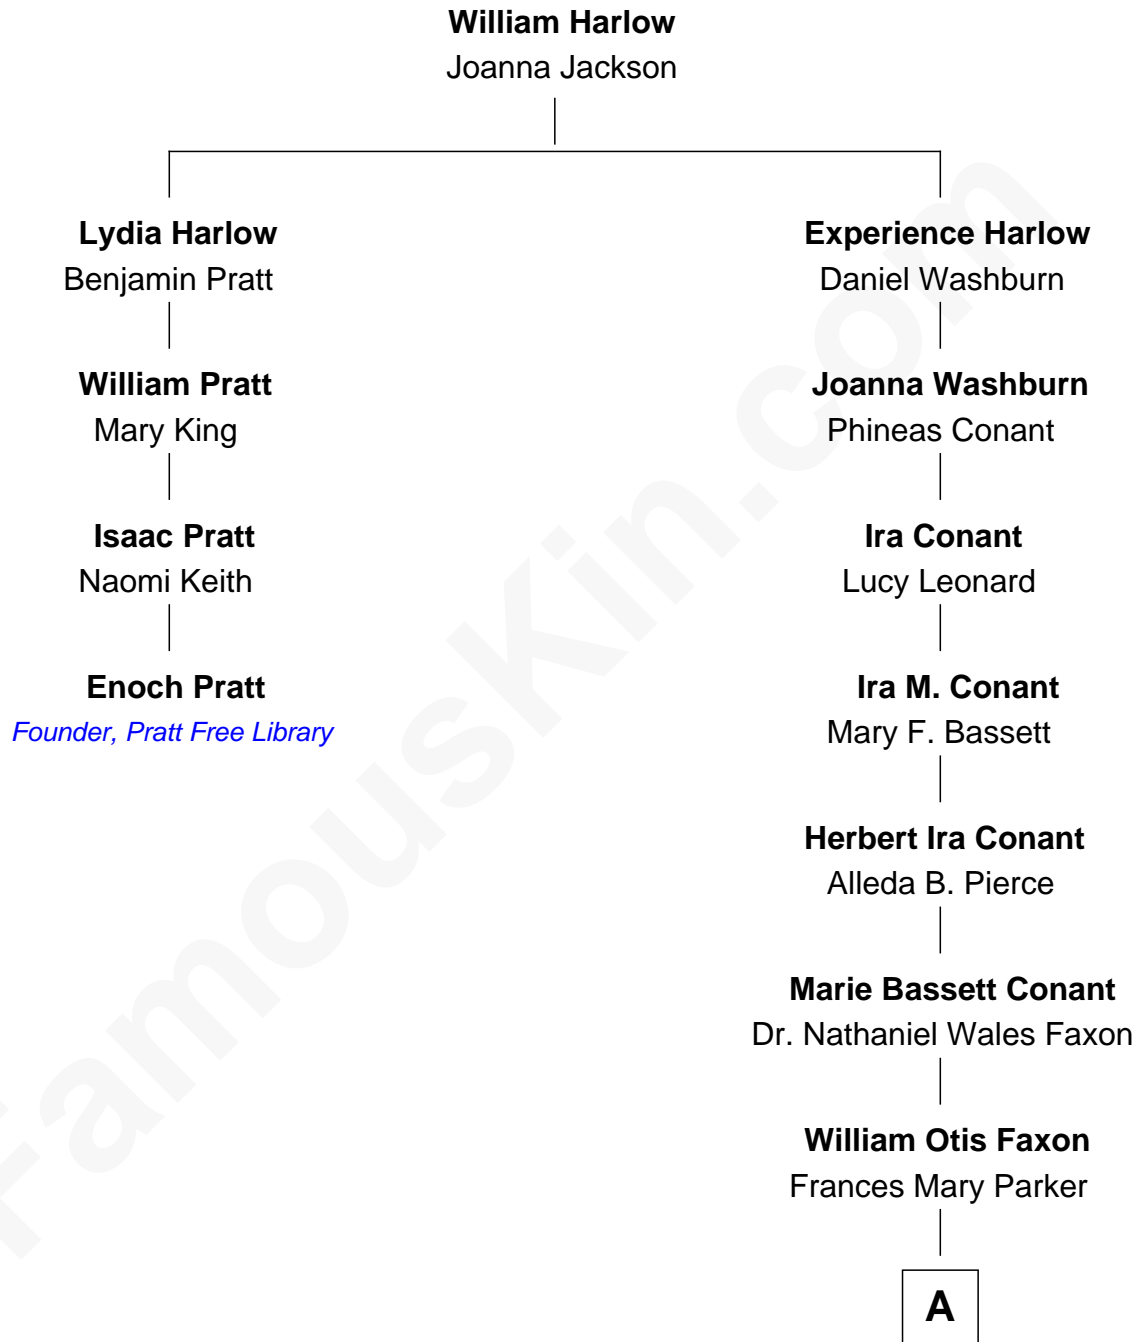 William Harlow
Joanna Jackson
Lydia Harlow
Benjamin Pratt
Experience Harlow
Daniel Washburn
William Pratt
Mary King
Joanna Washburn
Phineas Conant
Isaac Pratt
Naomi Keith
Ira Conant
Lucy Leonard
Enoch Pratt
Founder, Pratt Free Library
Ira M. Conant
Mary F. Bassett
Herbert Ira Conant
Alleda B. Pierce
Marie Bassett Conant
Dr. Nathaniel Wales Faxon
William Otis Faxon
Frances Mary Parker
A
FamousKin.com